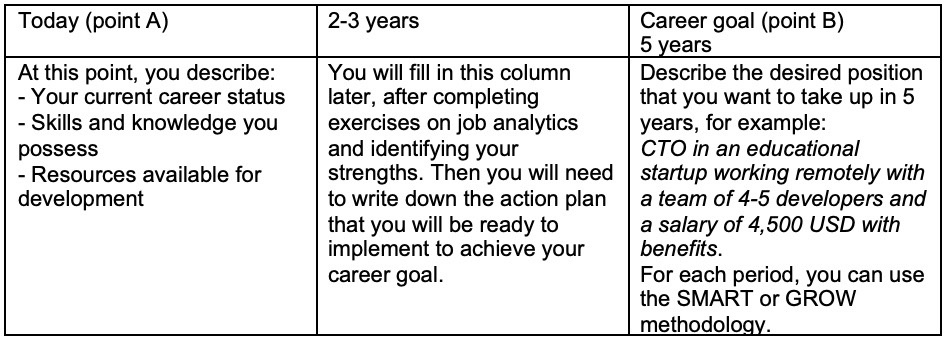 Today (point A)
2-3 years
Career goal (point B)
5 years
At this point, you describe:
- Your current career status
- Skills and knowledge you
possess
- Resources available for
development
You will fill in this column
later, after completing
exercises on job analytics
and identifying your
strengths. Then you will need
to write down the action plan
that you will be ready to
implement to achieve your
career goal.
Describe the desired position
that you want to take up in 5
years, for example:
CTO in an educational
startup working remotely with
a team of 4-5 developers and
a salary of 4,500 USD with
benefits.
For each period, you can use
the SMART or GROW
methodology.